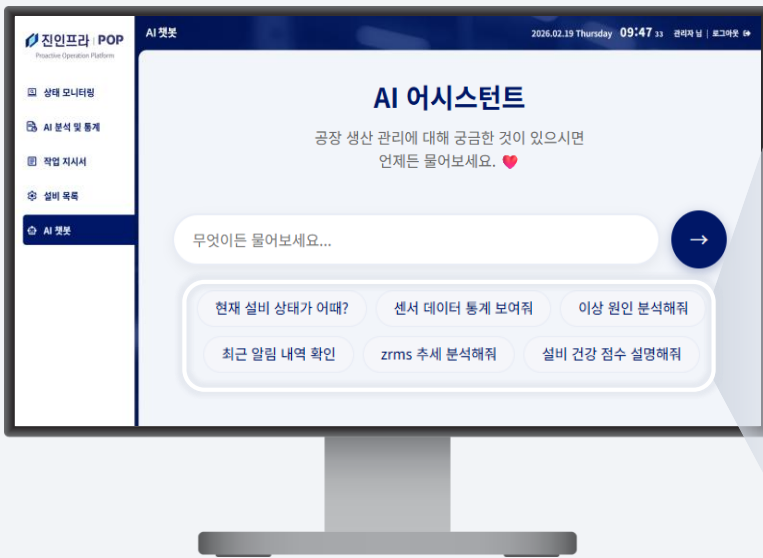 진인프라 | POP
Proactive Operation Platform
AI 챗봇
2026.02.19 Thursday 09:47 33 관리자 님 | 로그아웃
상태 모니터링
AI 분석 및 통계
작업 지시서
설비 목록
AI 챗봇
AI 어시스턴트
공장 생산 관리에 대해 궁금한 것이 있으시면
언제든 물어보세요. ❤️
무엇이든 물어보세요...
현재 설비 상태가 어때? 센서 데이터 통계 보여줘 이상 원인 분석해줘
최근 알림 내역 확인 zrms 추세 분석해줘 설비 건강 점수 설명해줘